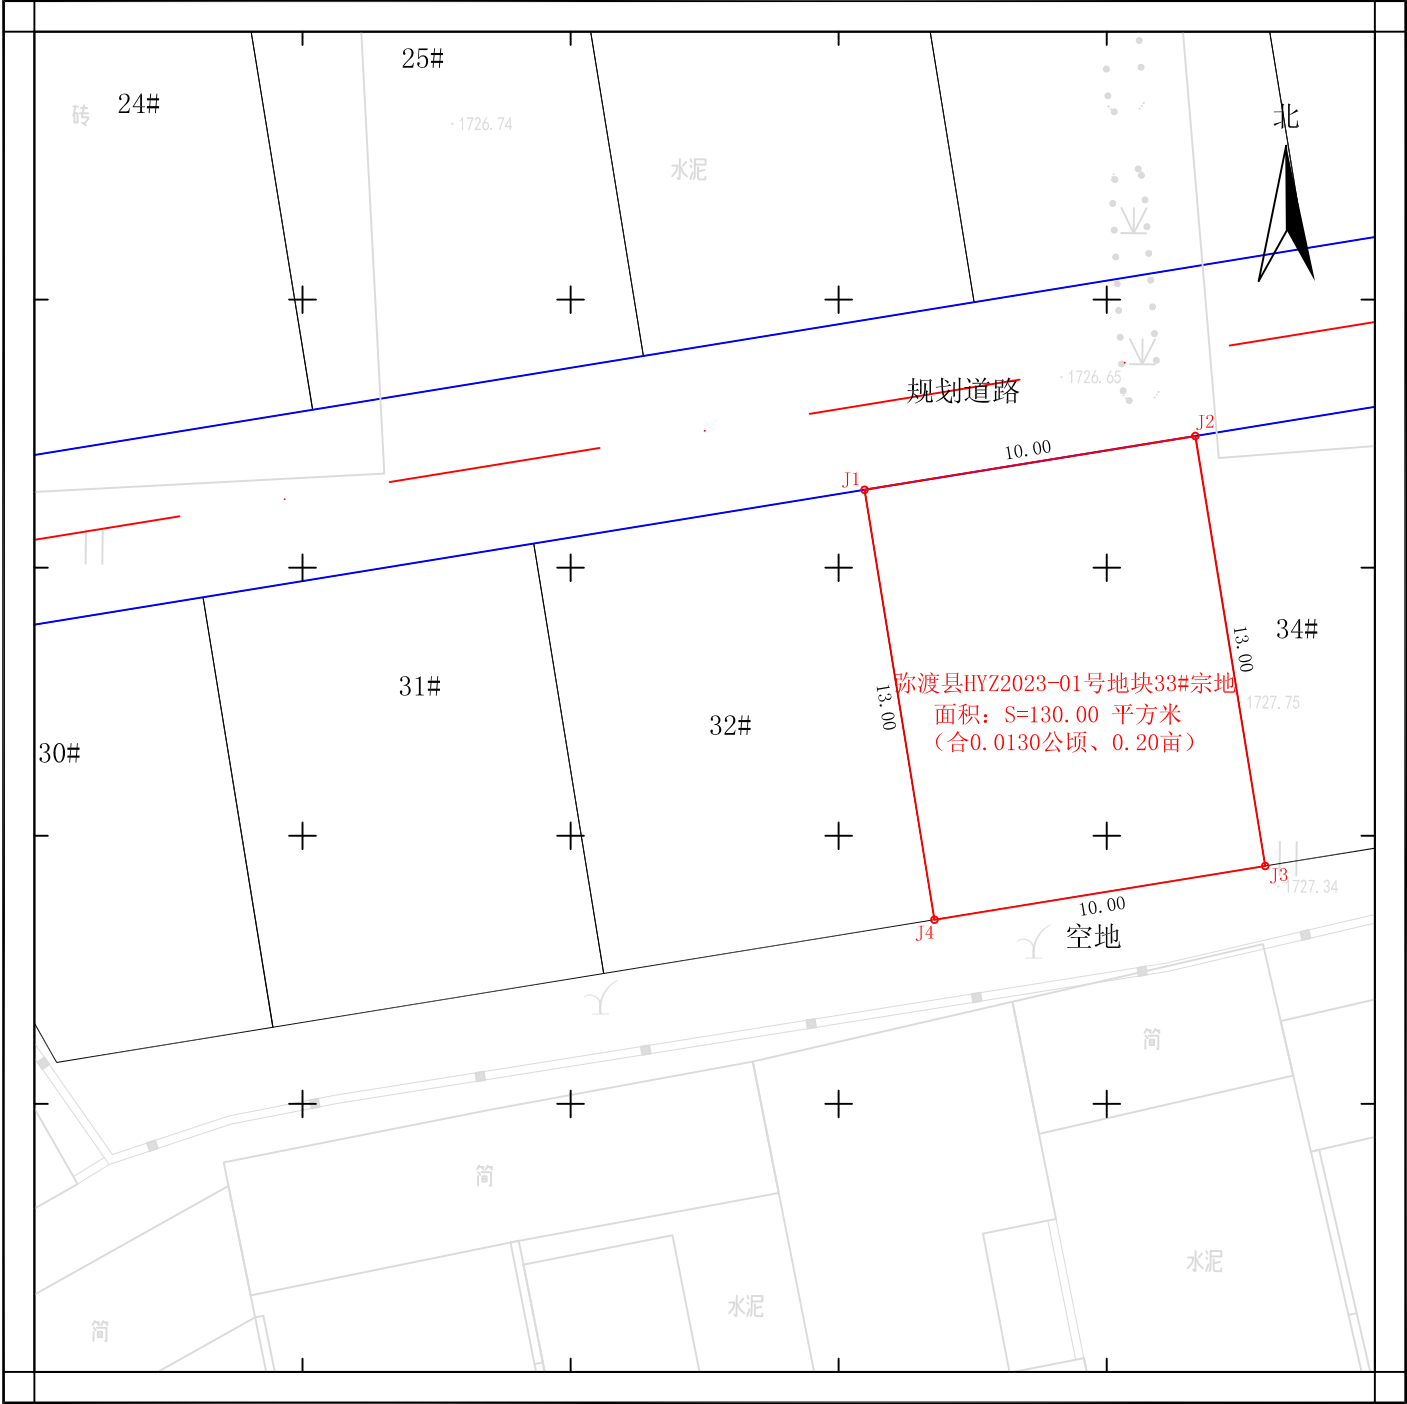 25#
24#
砖
1726.74
北
水泥
规划道路
1726.65
J2
10.00
J1
13.00
34#
31#
弥渡县HYZ2023-01号地块33#宗地
13.00
1727.75
32#
面积：S=130.00 平方米
30#
（合0.0130公顷、0.20亩）
J3
1727.34
10.00
J4
空地
简
简
水泥
水泥
简